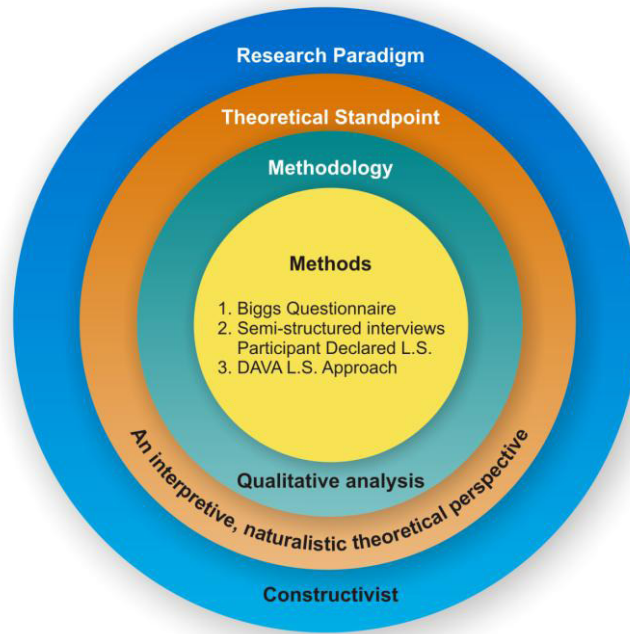 Research Paradigm
Theoretical Standpoint
Methodology
Methods
1. Biggs Questionnaire
2. Semi-structured interviews
Participant Declared L.S.
3. DAVA L.S. Approach
Qualitative analysis
An interpretive, naturalistic theoretical perspective
Constructivist